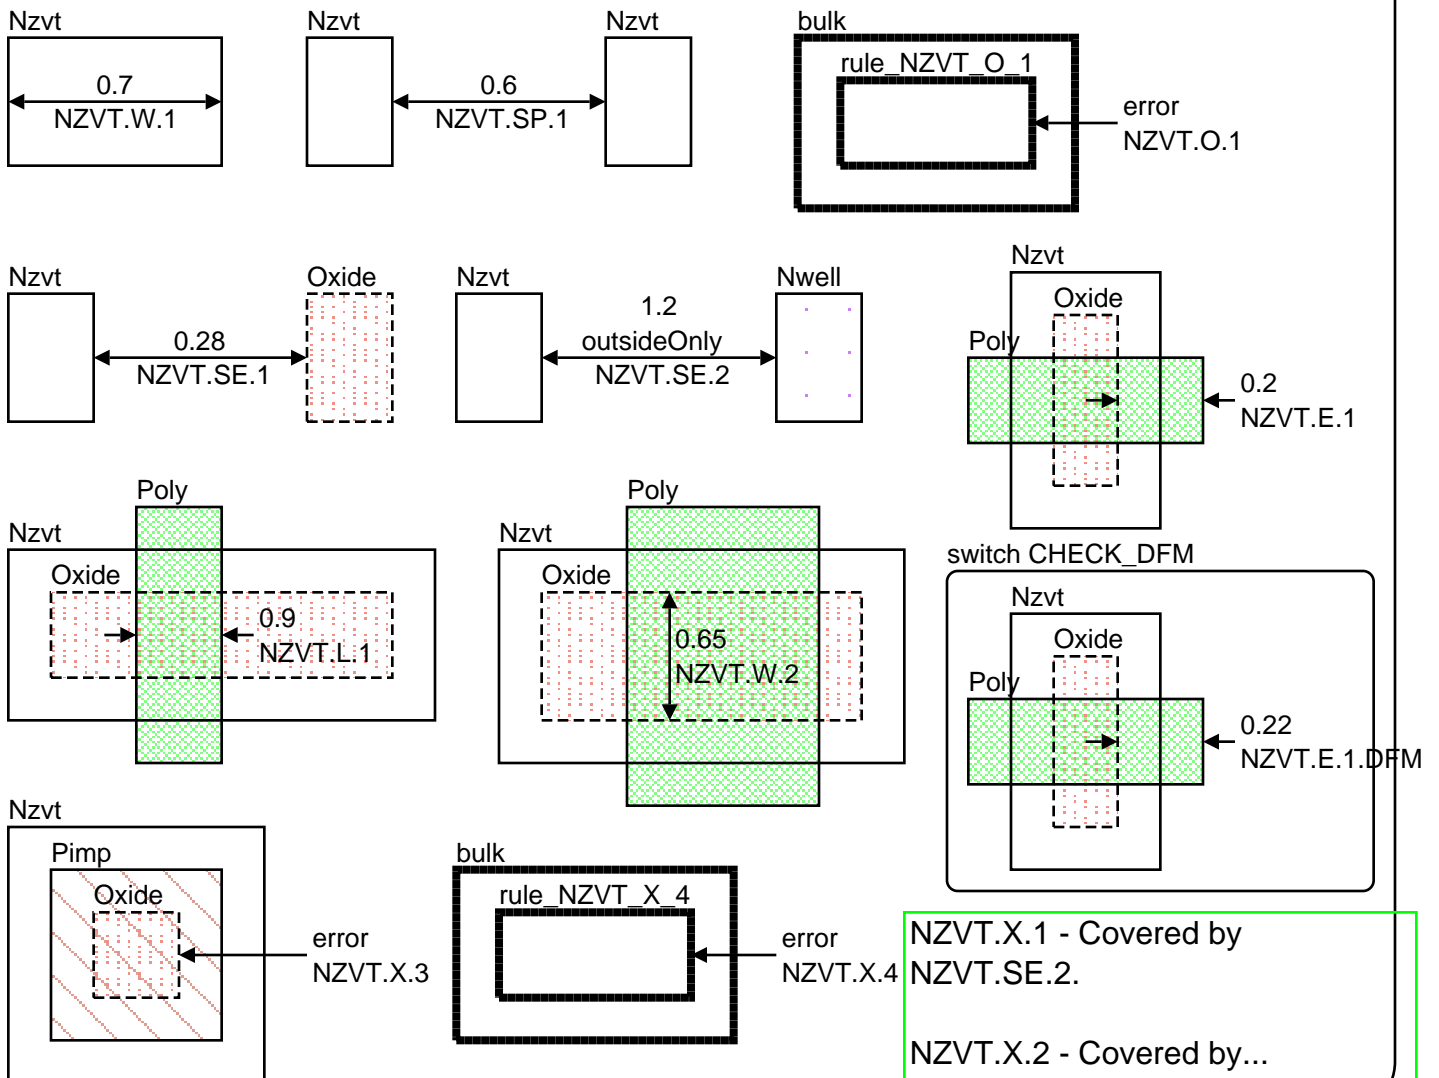 Nzvt
0.7
NZVT.W.1
Nzvt
Nzvt
0.6
NZVT.SP.1
bulk
rule_NZVT_O_1
error
NZVT.O.1
Nzvt
Oxide
0.28
NZVT.SE.1
Nzvt
Nwell
1.2
outsideOnly
NZVT.SE.2
Nzvt
Oxide
Poly
0.2
NZVT.E.1
Poly
Nzvt
Oxide
0.9
NZVT.L.1
Poly
Nzvt
Oxide
0.65
NZVT.W.2
switch CHECK_DFM
Nzvt
Oxide
Poly
0.22
NZVT.E.1.DFM
Nzvt
Pimp
Oxide
error
NZVT.X.3
bulk
rule_NZVT_X_4
error
NZVT.X.4
NZVT.X.1 - Covered by
NZVT.SE.2.
NZVT.X.2 - Covered by...